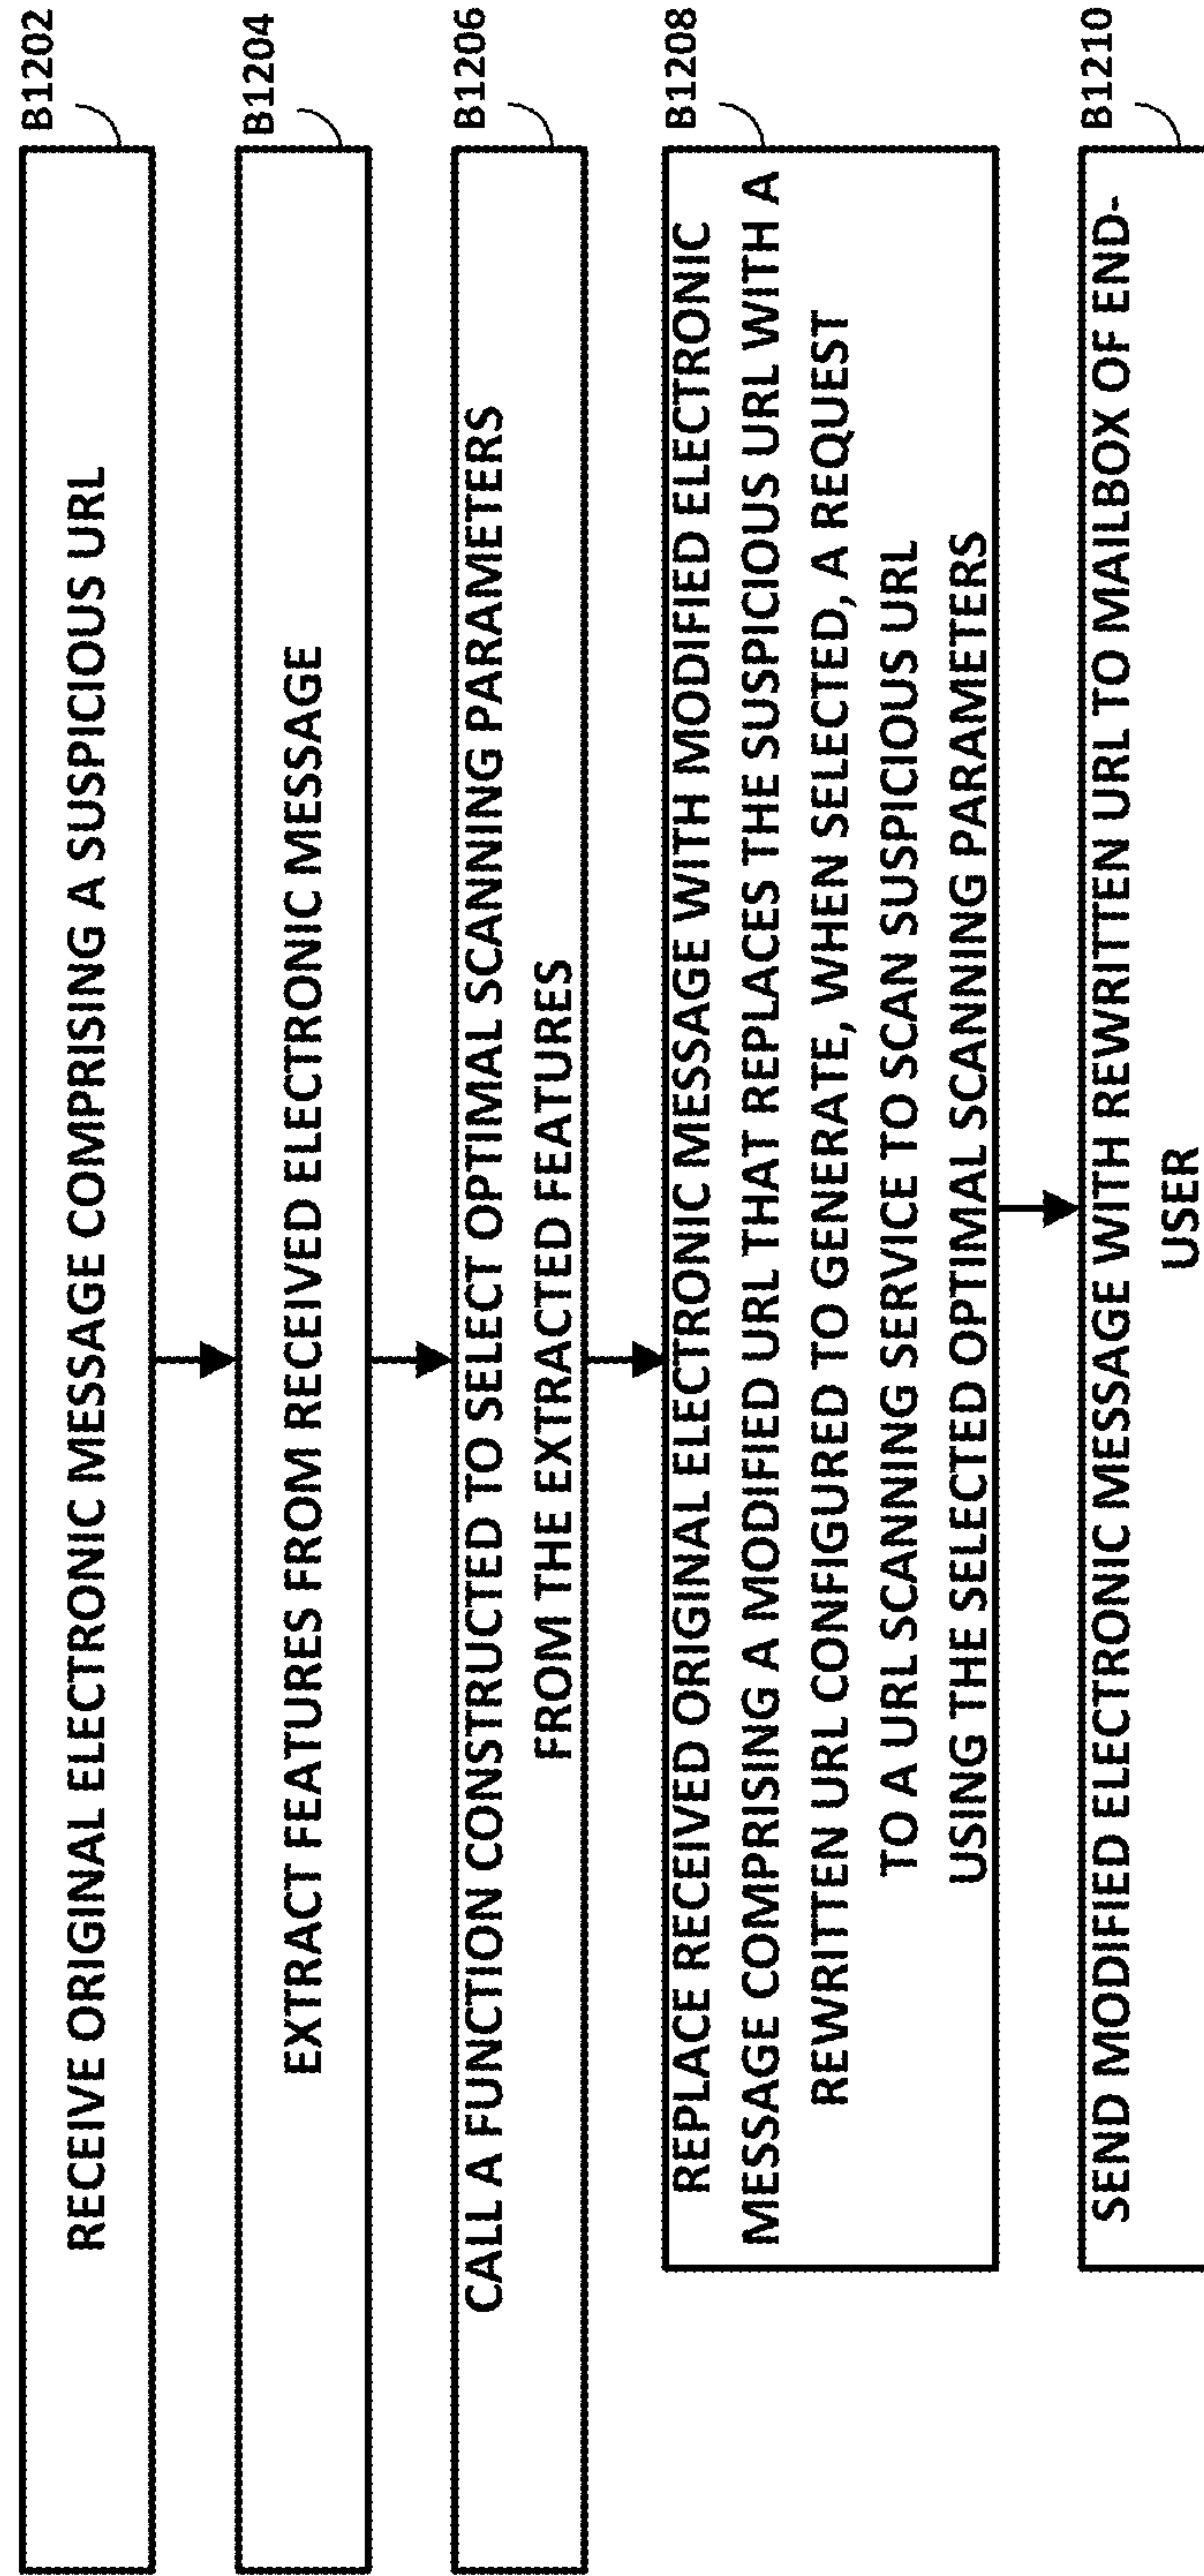 B1202
RECEIVE ORIGINAL ELECTRONIC MESSAGE COMPRISING A SUSPICIOUS URL
B1204
EXTRACT FEATURES FROM RECEIVED ELECTRONIC MESSAGE
B1206
CALL A FUNCTION CONSTRUCTED TO SELECT OPTIMAL SCANNING PARAMETERS
FROM THE EXTRACTED FEATURES
B1208
REPLACE RECEIVED ORIGINAL ELECTRONIC MESSAGE WITH MODIFIED ELECTRONIC
MESSAGE COMPRISING A MODIFIED URL THAT REPLACES THE SUSPICIOUS URL WITH A
REWRITTEN URL CONFIGURED TO GENERATE, WHEN SELECTED, A REQUEST
TO A URL SCANNING SERVICE TO SCAN SUSPICIOUS URL
USING THE SELECTED OPTIMAL SCANNING PARAMETERS
B1210
SEND MODIFIED ELECTRONIC MESSAGE WITH REWRITTEN URL TO MAILBOX OF END-
USER